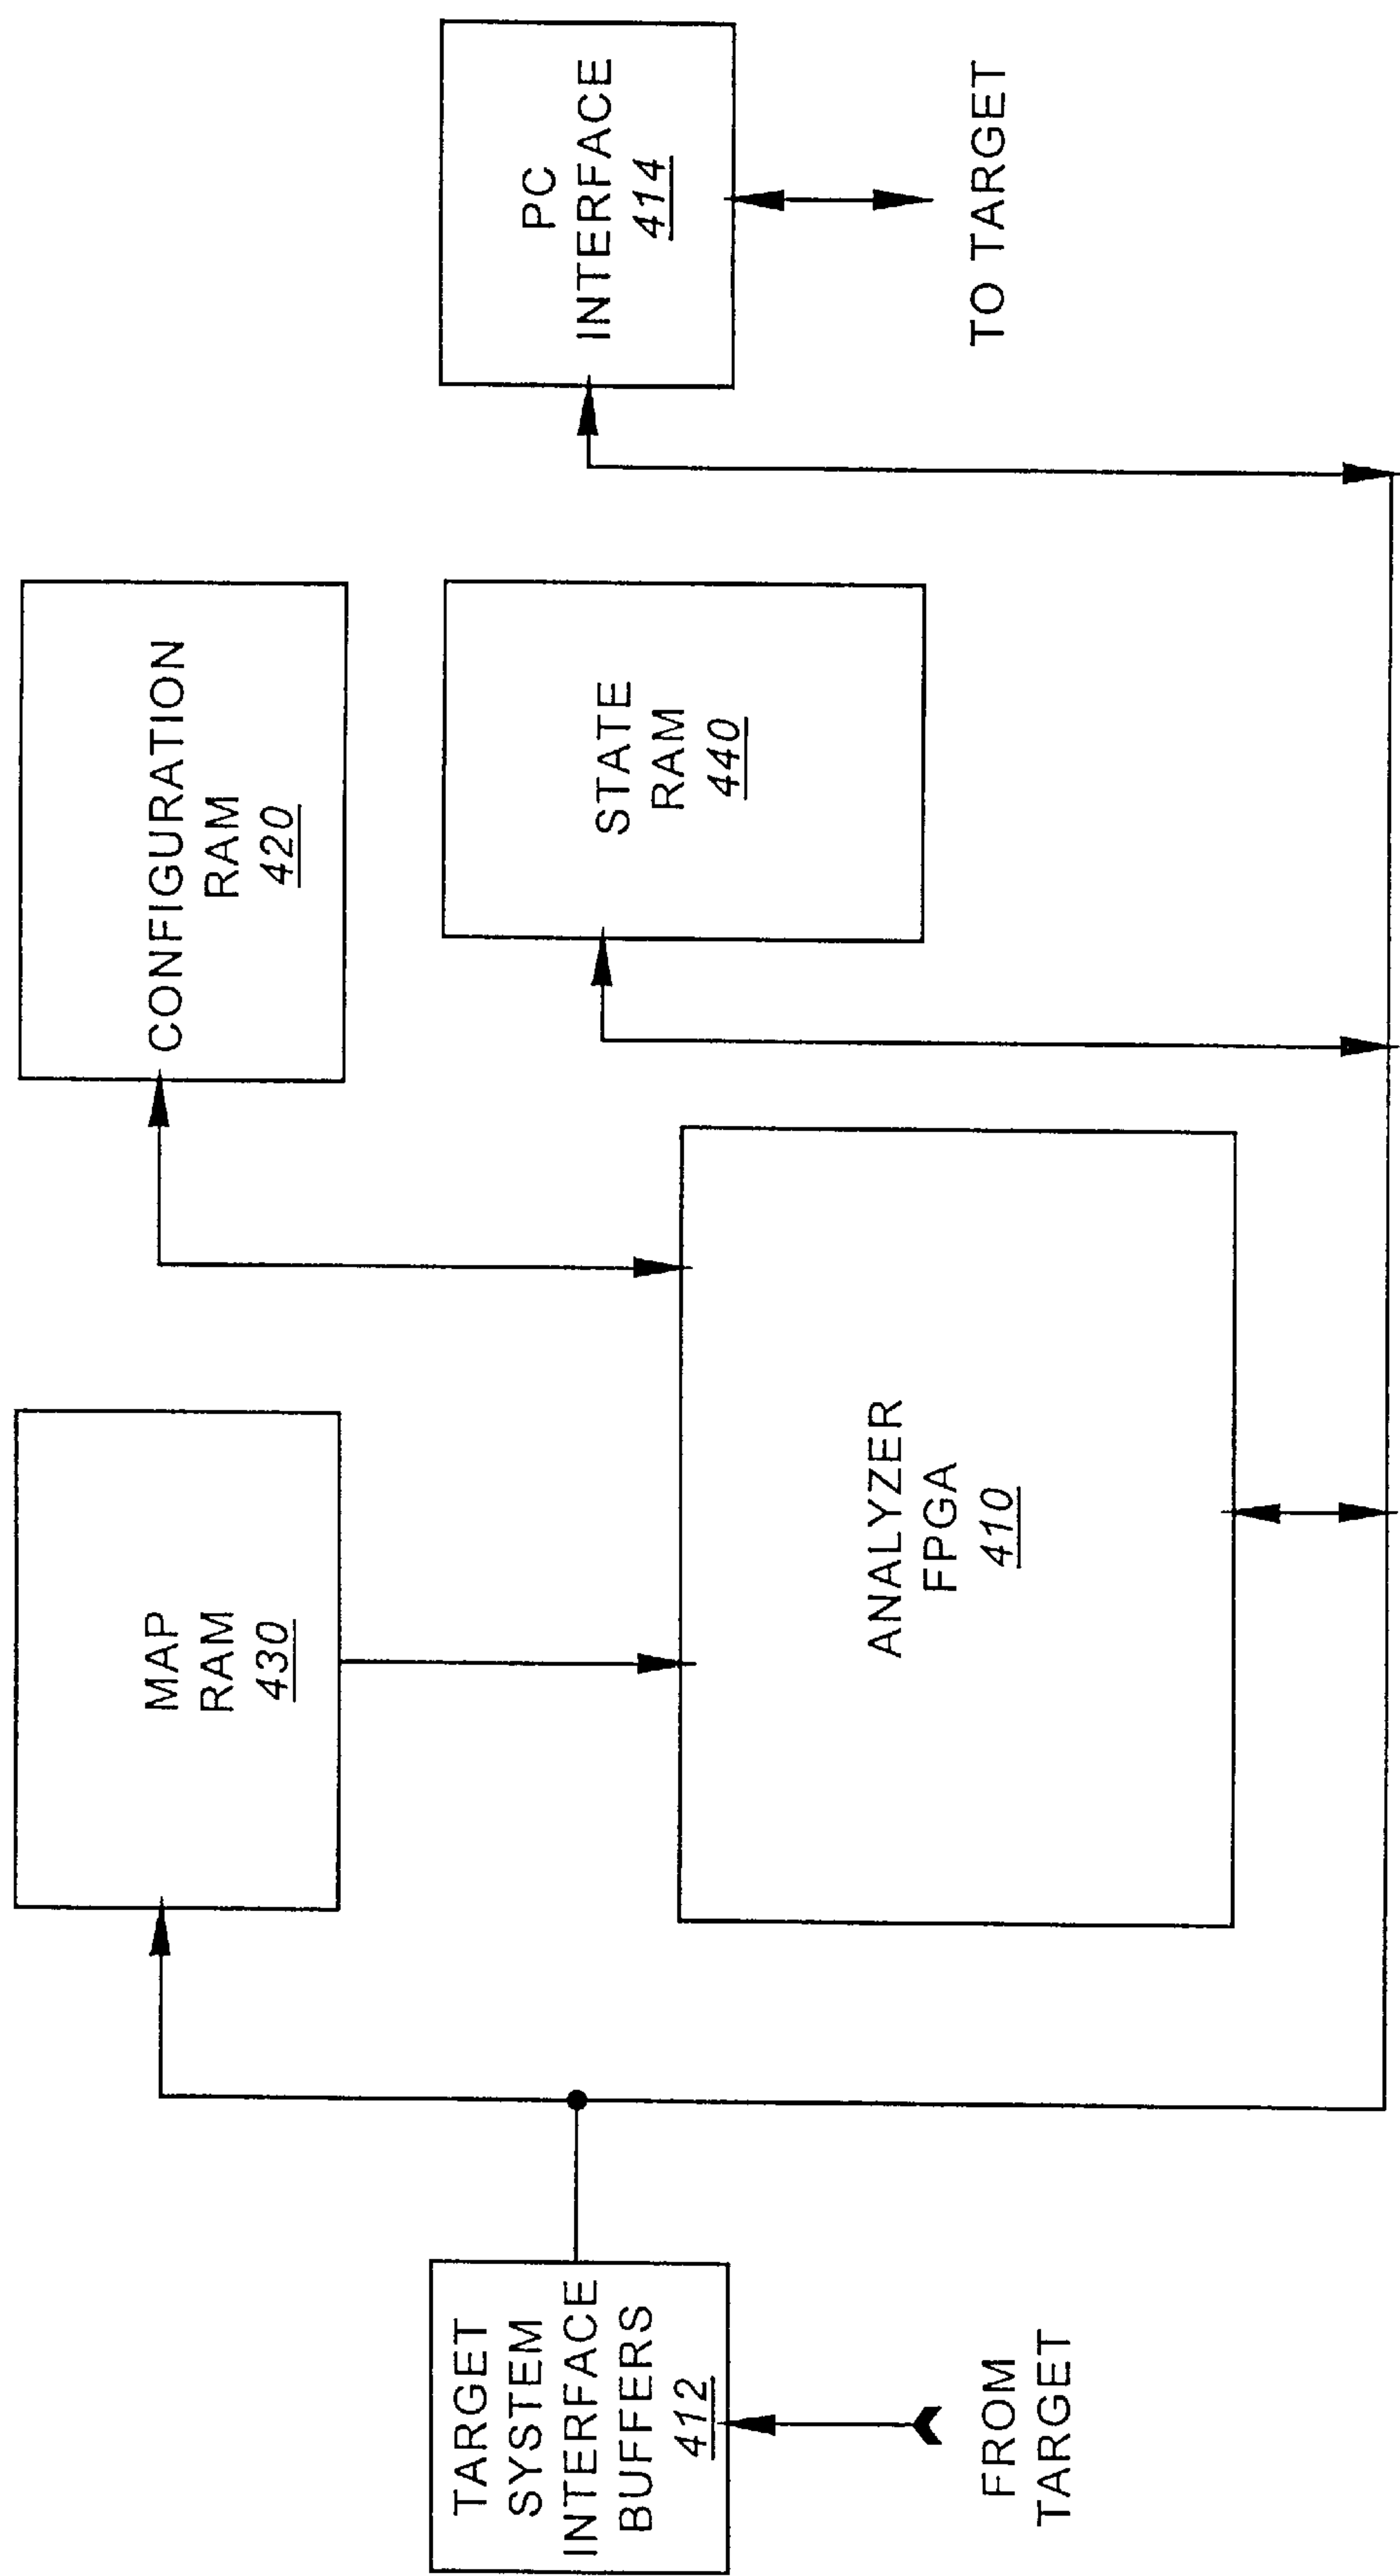 MAP
RAM
430
CONFIGURATION
RAM
420
TARGET
SYSTEM
INTERFACE
BUFFERS
412
FROM
TARGET
ANALYZER
FPGA
410
STATE
RAM
440
PC
INTERFACE
414
TO TARGET